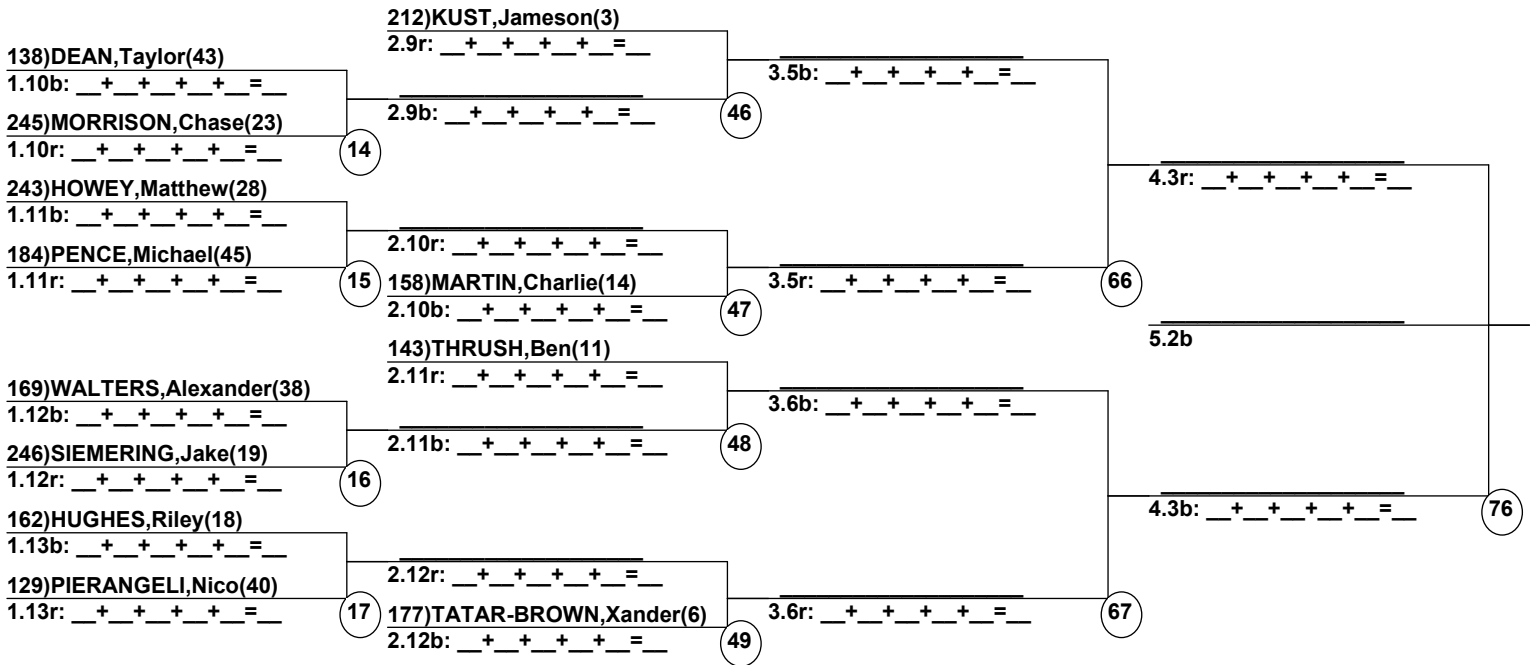 212)KUST,Jameson(3)
138)DEAN,Taylor(43)
2.9r: __+__+__+__+__=__
1.10b: __+__+__+__+__=__
3.5b: __+__+__+__+__=__
245)MORRISON,Chase(23)
2.9b: __+__+__+__+__=__
46
1.10r: __+__+__+__+__=__
14
243)HOWEY,Matthew(28)
4.3r: __+__+__+__+__=__
1.11b: __+__+__+__+__=__
184)PENCE,Michael(45)
2.10r: __+__+__+__+__=__
1.11r: __+__+__+__+__=__
15
158)MARTIN,Charlie(14)
3.5r: __+__+__+__+__=__
66
2.10b: __+__+__+__+__=__
47
5.2b
143)THRUSH,Ben(11)
2.11r: __+__+__+__+__=__
169)WALTERS,Alexander(38)
3.6b: __+__+__+__+__=__
1.12b: __+__+__+__+__=__
246)SIEMERING,Jake(19)
2.11b: __+__+__+__+__=__
48
1.12r: __+__+__+__+__=__
16
162)HUGHES,Riley(18)
4.3b: __+__+__+__+__=__
76
1.13b: __+__+__+__+__=__
129)PIERANGELI,Nico(40)
2.12r: __+__+__+__+__=__
1.13r: __+__+__+__+__=__
17
177)TATAR-BROWN,Xander(6)
3.6r: __+__+__+__+__=__
67
2.12b: __+__+__+__+__=__
49